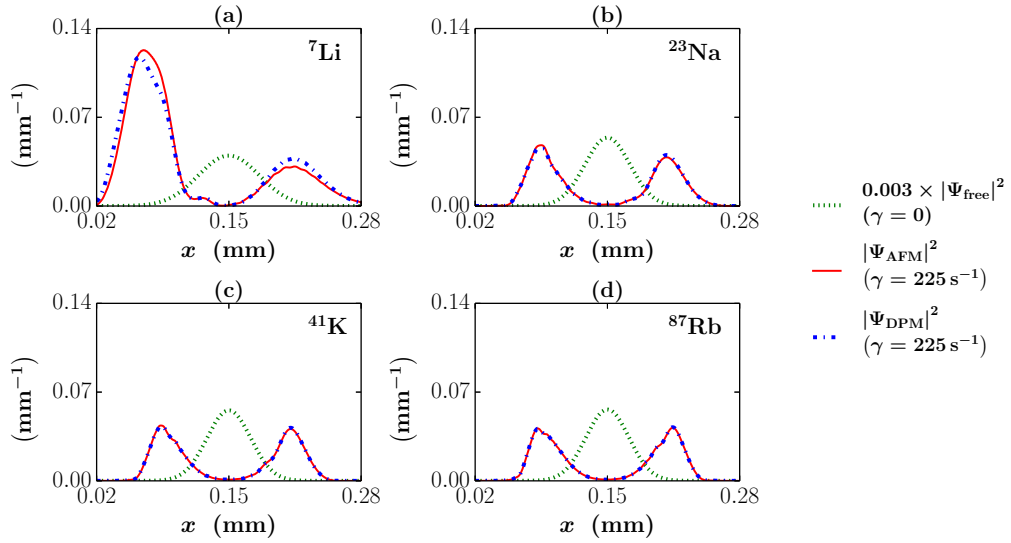 (a)
(b)
⁷Li
²³Na
0.14
0.07
0.00
(mm⁻¹)
0.02 0.15 0.28
x (mm)
0.14
0.07
0.00
(mm⁻¹)
0.02 0.15 0.28
x (mm)
(c)
(d)
⁴¹K
⁸⁷Rb
0.14
0.07
0.00
(mm⁻¹)
0.02 0.15 0.28
x (mm)
0.14
0.07
0.00
(mm⁻¹)
0.02 0.15 0.28
x (mm)
0.003 × |Ψ_free|²
(γ = 0)
|Ψ_AFM|²
(γ = 225 s⁻¹)
|Ψ_DPM|²
(γ = 225 s⁻¹)